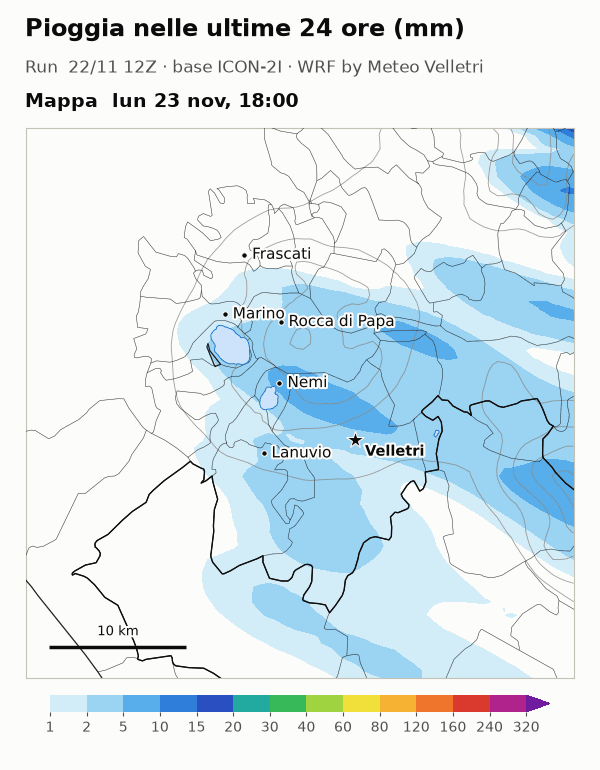 Pioggia nelle ultime 24 ore (mm)
Run  22/11 12Z · base ICON-2I · WRF by Meteo Velletri
Mappa  lun 23 nov, 18:00
Frascati
Marino
Rocca di Papa
Nemi
Velletri
Lanuvio
10 km
1 2 5 10 15 20 30 40 60 80 120 160 240 320